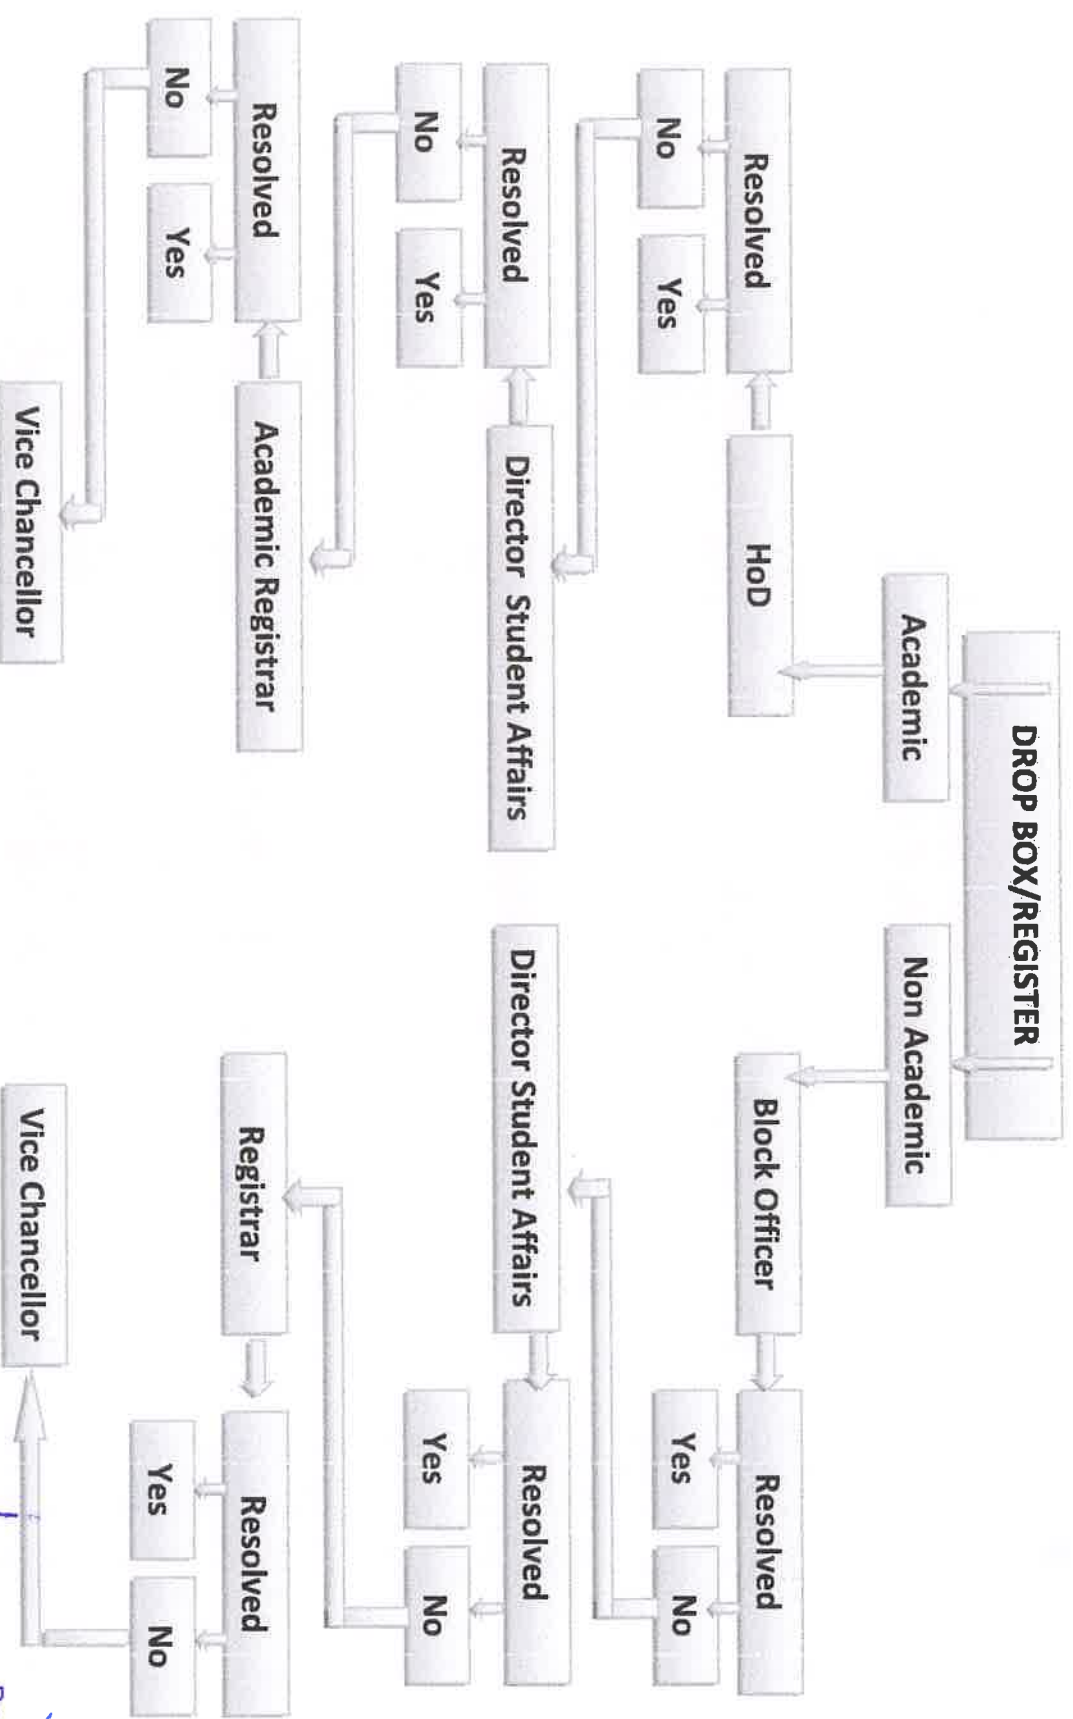 DROP BOX/REGISTER
Academic
Non Academic
Resolved
HoD
Block Officer
Resolved
No
Yes
Yes
No
Resolved
Director Student Affairs
Director Student Affairs
Resolved
No
Yes
Yes
No
Resolved
Academic Registrar
Registrar
Resolved
No
Yes
Yes
No
Vice Chancellor
Vice Chancellor